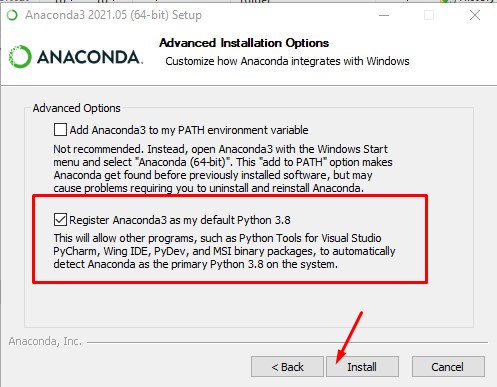 Anaconda3 2021.05 (64-bit) Setup
ANACONDA.
Advanced Installation Options
Customize how Anaconda integrates with Windows
Advanced Options
Add Anaconda3 to my PATH environment variable
Not recommended. Instead, open Anaconda3 with the Windows Start
menu and select "Anaconda (64-bit)". This "add to PATH" option makes
Anaconda get found before previously installed software, but may
cause problems requiring you to uninstall and reinstall Anaconda.
Register Anaconda3 as my default Python 3.8
This will allow other programs, such as Python Tools for Visual Studio
PyCharm, Wing IDE, PyDev, and MSI binary packages, to automatically
detect Anaconda as the primary Python 3.8 on the system.
Anaconda, Inc.
< Back
Install
Cancel